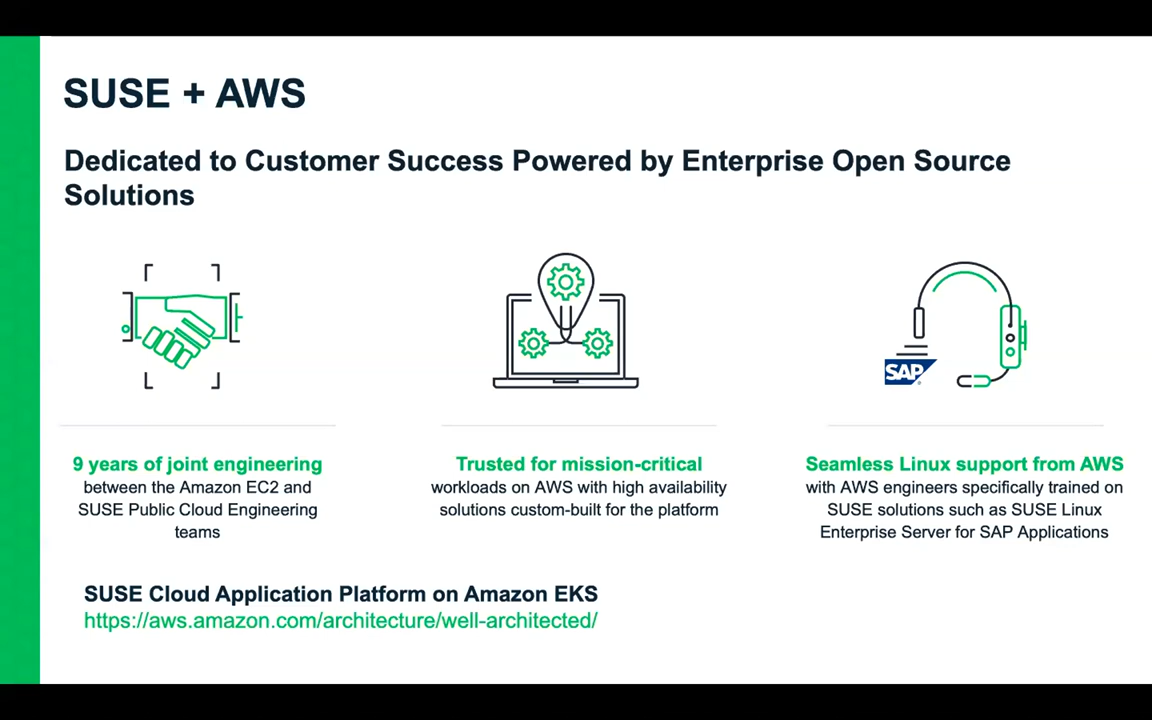 SUSE + AWS
Dedicated to Customer Success Powered by Enterprise Open Source
Solutions
SAP
9 years of joint engineering
between the Amazon EC2 and
SUSE Public Cloud Engineering
teams
Trusted for mission-critical
workloads on AWS with high availability
solutions custom-built for the platform
Seamless Linux support from AWS
with AWS engineers specifically trained on
SUSE solutions such as SUSE Linux
Enterprise Server for SAP Applications
SUSE Cloud Application Platform on Amazon EKS
https://aws.amazon.com/architecture/well-architected/